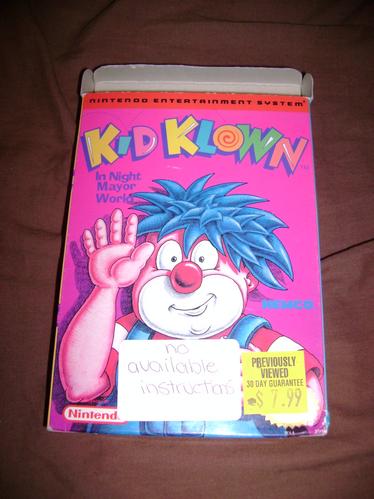 NINTENDO ENTERTAINMENT SYSTEM
KID KLOWN
In Night
Mayor
World
KEMCO
no
available
instructions
PREVIOUSLY
VIEWED
30 DAY GUARANTEE
$7.99
Nintendo